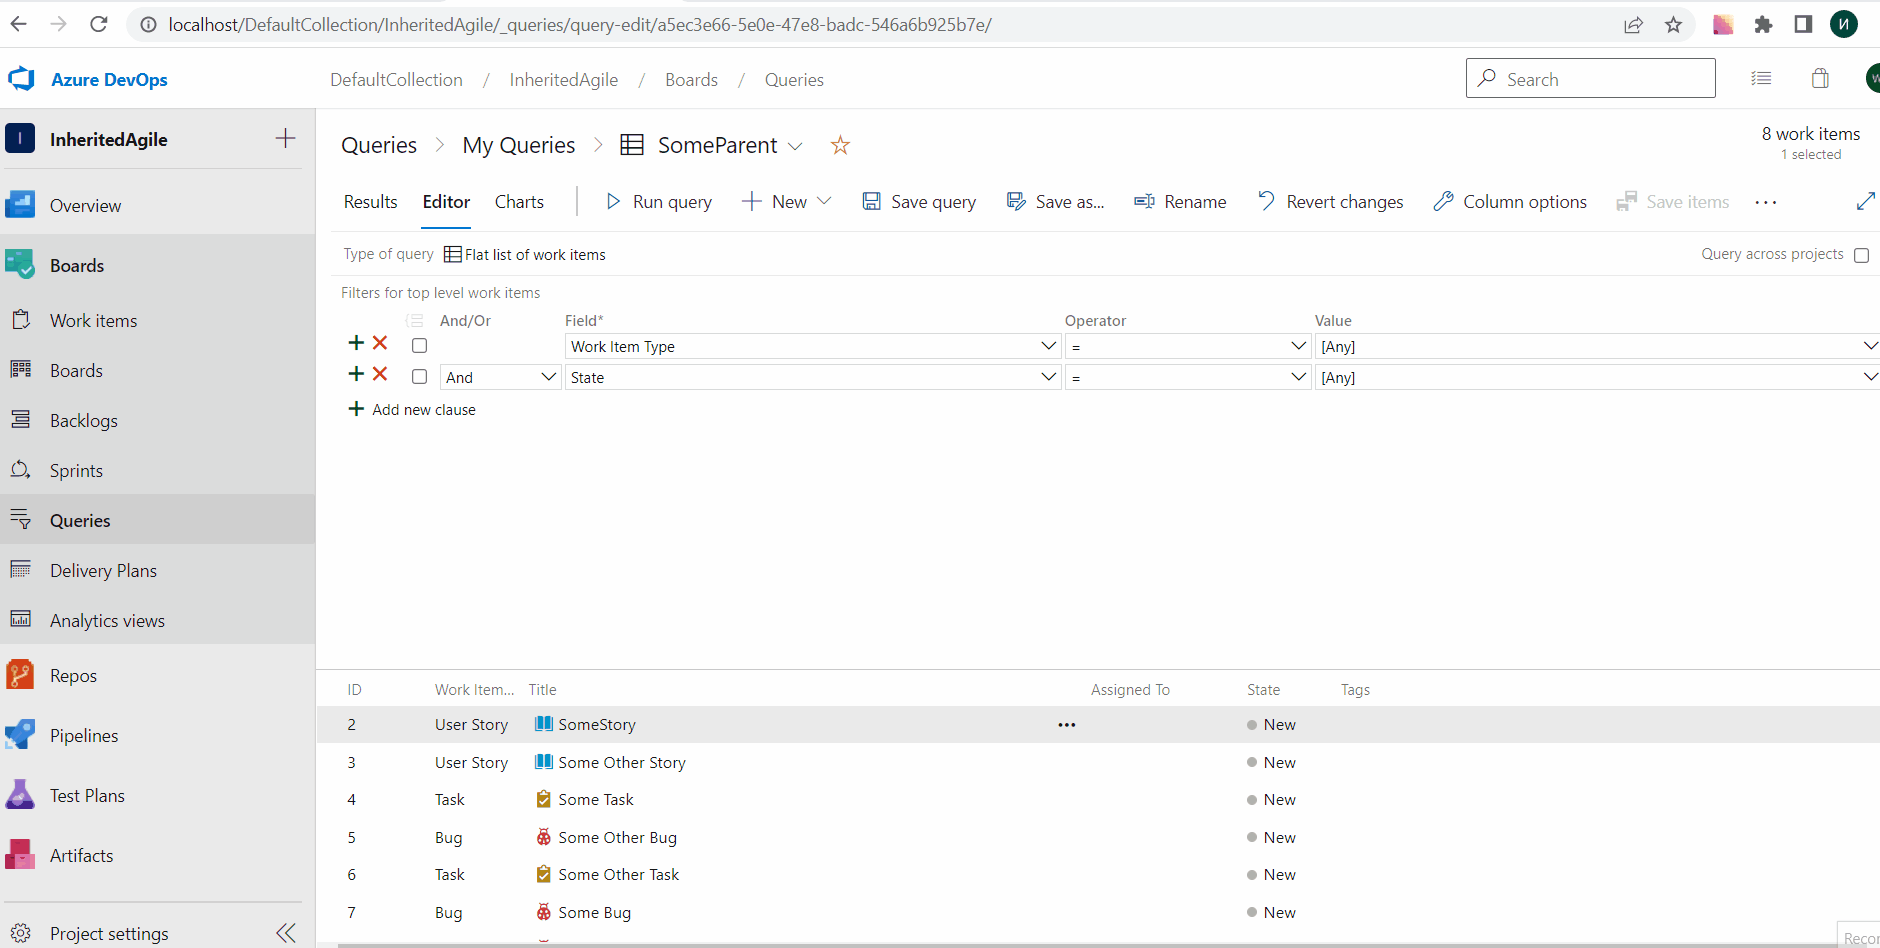 localhost/DefaultCollection/InheritedAgile/_queries/query-edit/a5ec3e66-5e0e-47e8-badc-546a6b925b7e/
И
Azure DevOps
DefaultCollection / InheritedAgile / Boards / Queries
Search
W
I InheritedAgile
Overview
Boards
Work items
Boards
Backlogs
Sprints
Queries
Delivery Plans
Analytics views
Repos
Pipelines
Test Plans
Artifacts
Project settings
Queries > My Queries > SomeParent
8 work items
1 selected
Results Editor Charts Run query New Save query Save as... Rename Revert changes Column options Save items ...
Type of query Flat list of work items Query across projects
Filters for top level work items
And/Or Field* Operator Value
Work Item Type = [Any]
And State = [Any]
Add new clause
ID Work Item... Title Assigned To State Tags
2 User Story SomeStory ... New
3 User Story Some Other Story New
4 Task Some Task New
5 Bug Some Other Bug New
6 Task Some Other Task New
7 Bug Some Bug New
Recor